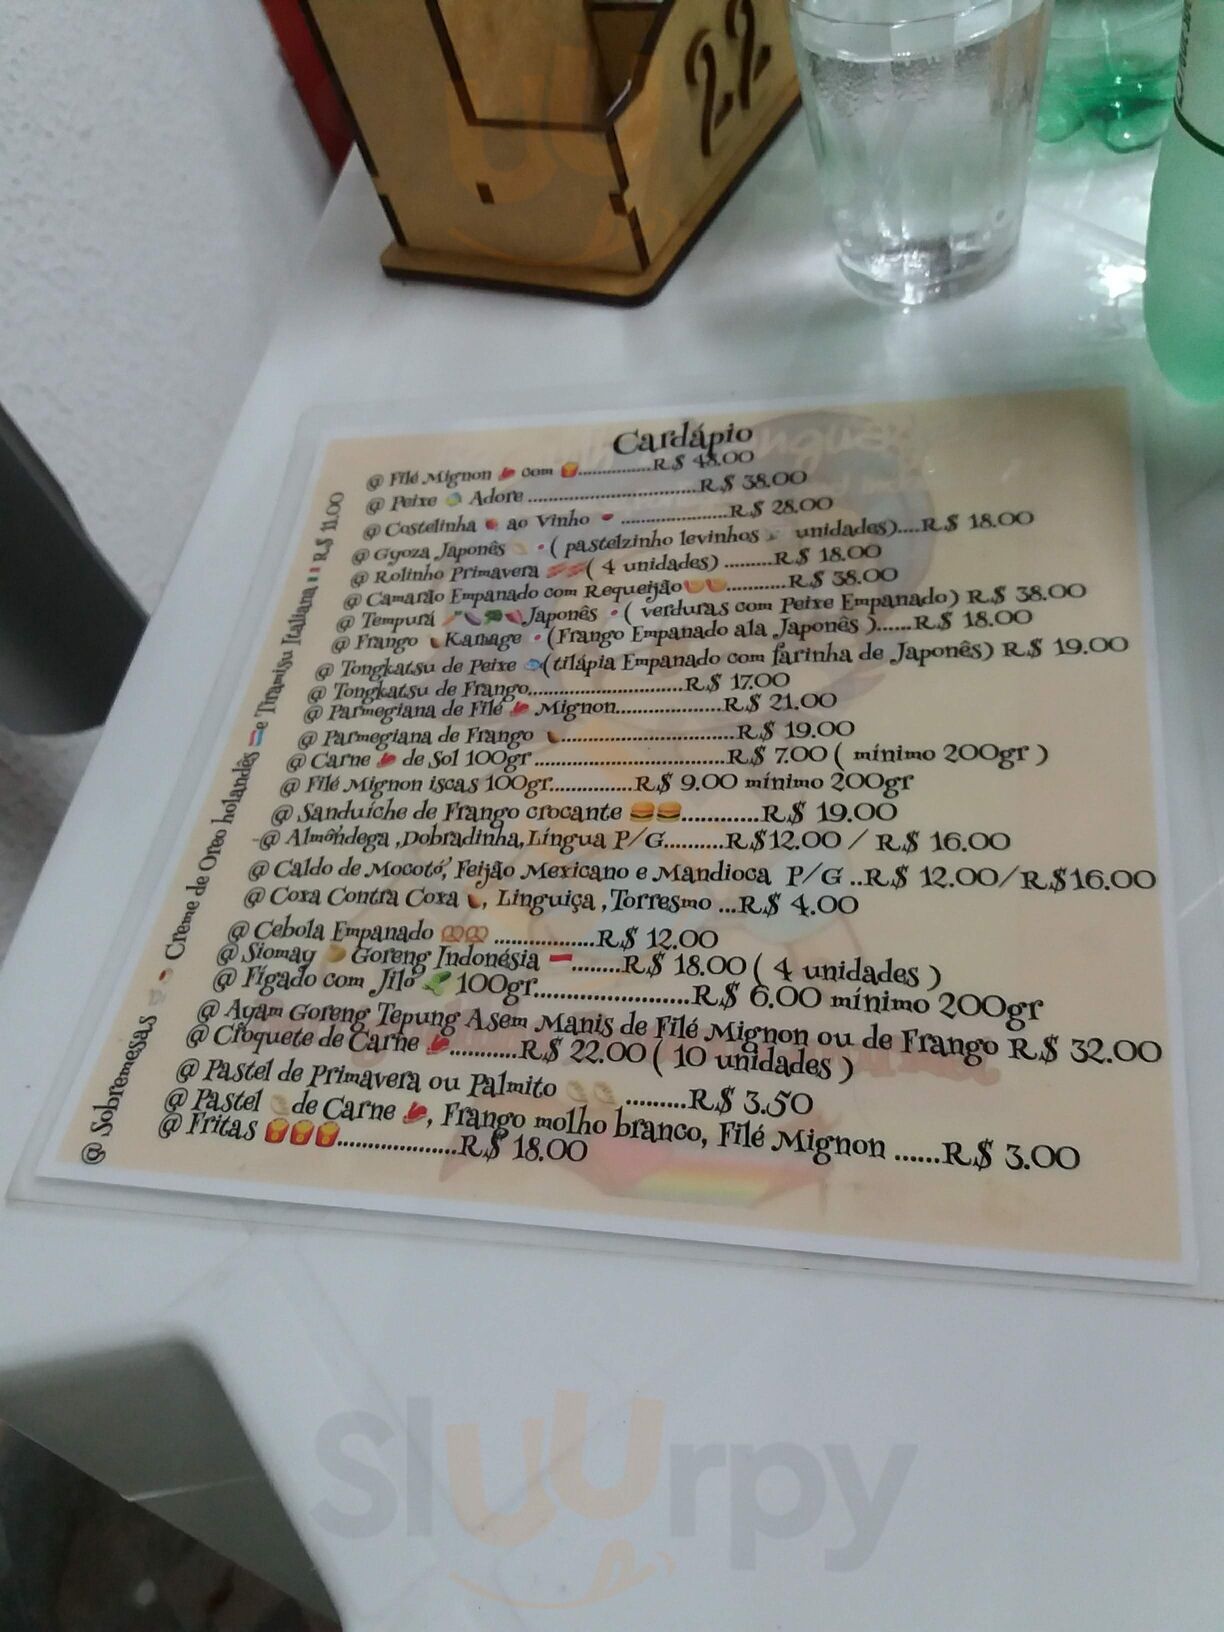 22
Cardápio
@ Filé Mignon com ...............R$ 48.00
@ Peixe Adore ....................................R$ 38.00
@ Costelinha ao Vinho .......................R$ 28.00
@ Gyoza Japonês ( pastelzinho levinhos unidades)....R$ 18.00
@ Rolinho Primavera ( 4 unidades) .........R$ 18.00
@ Camarão Empanado com Requeijão ...........R$ 38.00
@ Tempurá Japonês ( verduras com Peixe Empanado) R$ 38.00
@ Frango Kanage (Frango Empanado ala Japonês )......R$ 18.00
@ Tongkatsu de Peixe (tilápia Empanado com farinha de Japonês) R$ 19.00
@ Tongkatsu de Frango..............................R$ 17.00
@ Parmegiana de Filé Mignon....................R$ 21.00
@ Parmegiana de Frango .................................R$ 19.00
@ Carne de Sol 100gr ....................................R$ 7.00 ( mínimo 200gr )
@ Filé Mignon iscas 100gr...............R$ 9.00 mínimo 200gr
@ Sanduíche de Frango crocante ............R$ 19.00
@ Almôndega ,Dobradinha,Língua P/G..........R$12.00 / R$ 16.00
@ Caldo de Mocotó, Feijão Mexicano e Mandioca P/G ..R$ 12.00/R$16.00
@ Coxa Contra Coxa , Linguiça ,Torresmo ...R$ 4.00
@ Cebola Empanado .................R$ 12.00
@ Siomay Goreng Indonésia ........R$ 18.00 ( 4 unidades )
@ Fígado com Jiló 100gr.......................R$ 6.00 mínimo 200gr
@ Ayam Goreng Tepung Asem Manis de Filé Mignon ou de Frango R$ 32.00
@ Croquete de Carne ...........R$ 22.00 ( 10 unidades )
@ Pastel de Primavera ou Palmito .........R$ 3.50
@ Pastel de Carne , Frango molho branco, Filé Mignon ......R$ 3.00
@ Fritas ..................R$ 18.00
@ Sobremesas Creme de Oreo holandês e Tiramisu Italiana R$ 11.00
Sluurpy